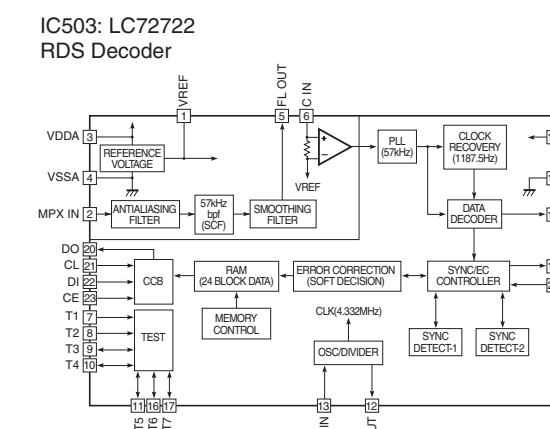 IC503: LC72722
RDS Decoder
VREF
FL OUT
C IN
1
5
6
VDDA 3
REFERENCE
VOLTAGE
VSSA 4
+
−
VREF
PLL
(57kHz)
CLOCK
RECOVERY
(1187.5Hz)
MPX IN 2
ANTIALIASING
FILTER
57kHz
bpf
(SCF)
SMOOTHING
FILTER
DATA
DECODER
DO 20
CL 21
DI 22
CE 23
CCB
RAM
(24 BLOCK DATA)
ERROR CORRECTION
(SOFT DECISION)
SYNC/EC
CONTROLLER
MEMORY
CONTROL
CLK(4.332MHz)
T1 7
T2 8
T3 9
T4 10
TEST
OSC/DIVIDER
SYNC
DETECT-1
SYNC
DETECT-2
11 16 17
13
12
T5
T6
T7
IN